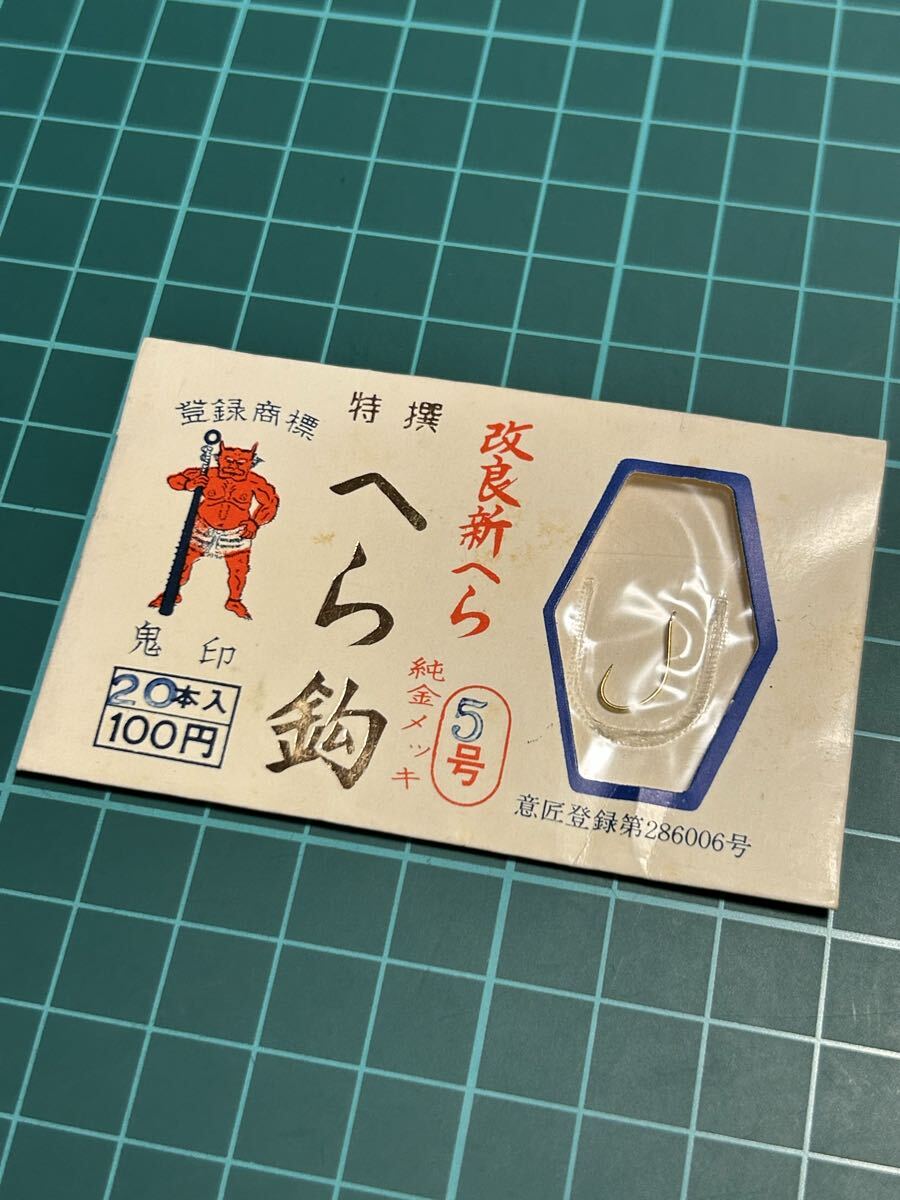 登録商標
鬼印
20本入
100円
特撰
へら鈎
改良新へら
純金メッキ
5号
意匠登録第286006号